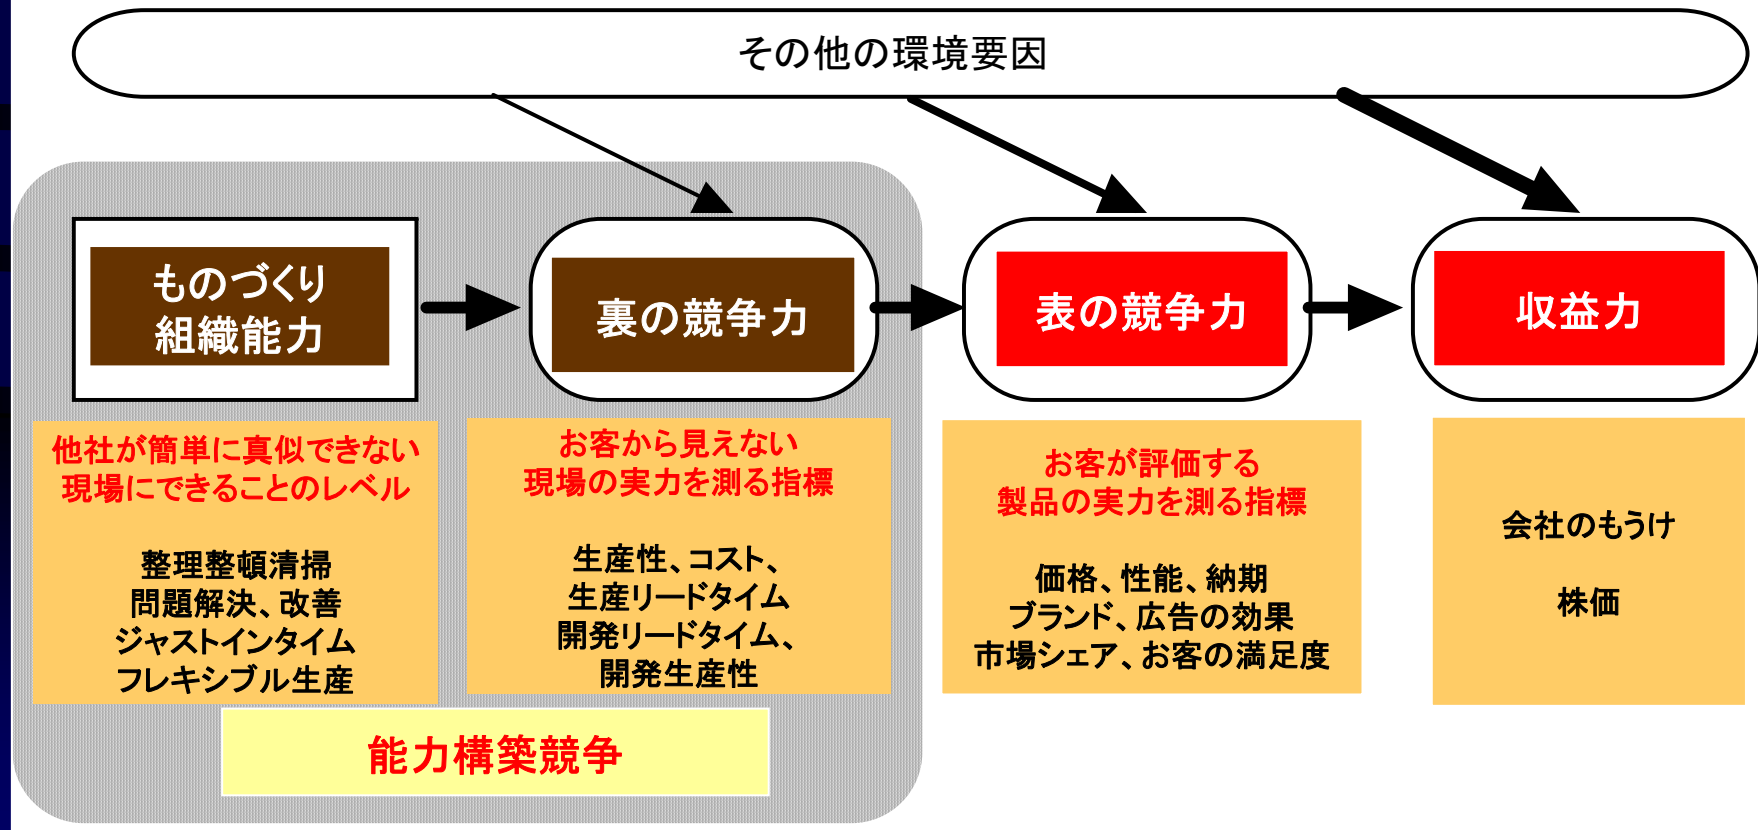 その他の環境要因
ものづくり
組織能力
裏の競争力
表の競争力
収益力
他社が簡単に真似できない
現場にできることのレベル
整理整頓清掃
問題解決、改善
ジャストインタイム
フレキシブル生産
お客から見えない
現場の実力を測る指標
生産性、コスト、
生産リードタイム
開発リードタイム、
開発生産性
お客が評価する
製品の実力を測る指標
価格、性能、納期
ブランド、広告の効果
市場シェア、お客の満足度
会社のもうけ
株価
能力構築競争